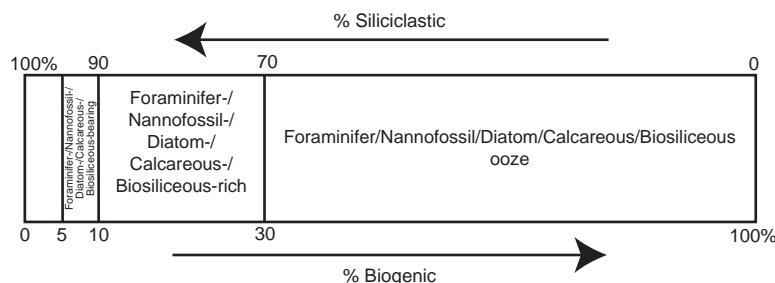 % Siliciclastic
100% 90 70 0
Foraminifer-/Nannofossil-/
Diatom-/Calcareous-/
Biosiliceous-bearing
Foraminifer-/
Nannofossil-/
Diatom-/
Calcareous-/
Biosiliceous-rich
Foraminifer/Nannofossil/Diatom/Calcareous/Biosiliceous
ooze
0 5 10 30 100%
% Biogenic